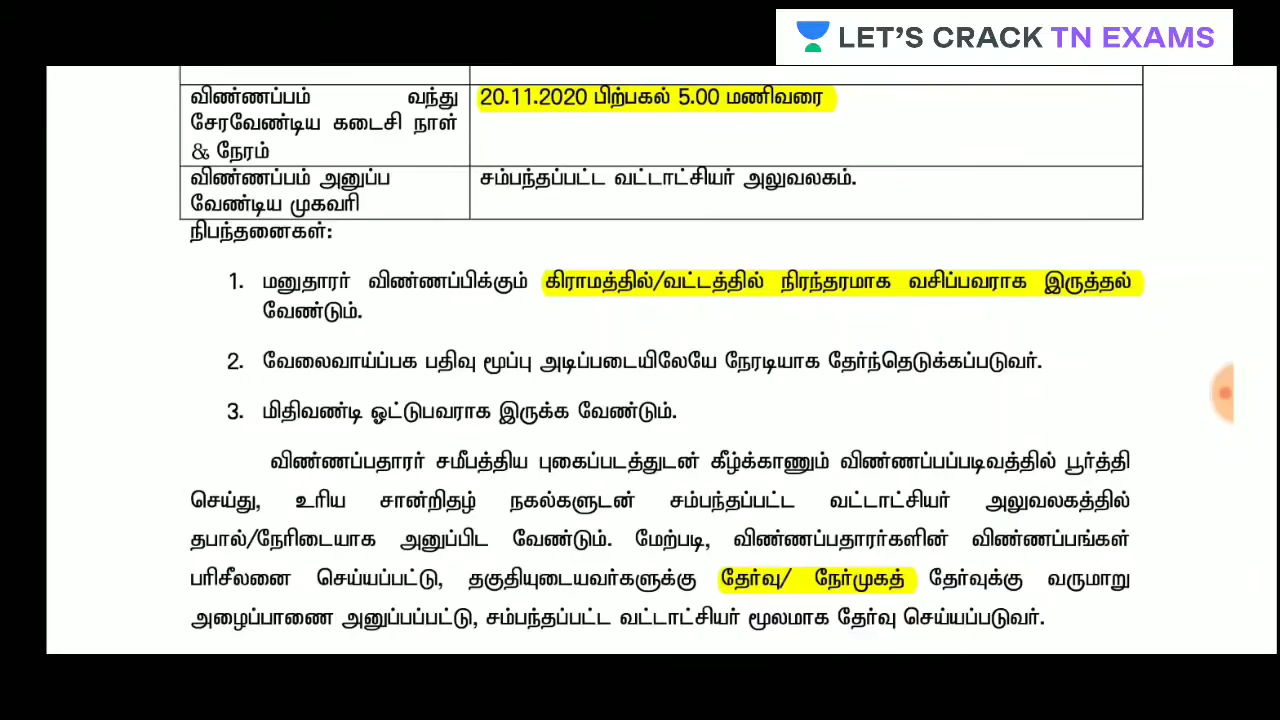 LET'S CRACK TN EXAMS
விண்ணப்பம் வந்து
சேரவேண்டிய கடைசி நாள்
& நேரம்
20.11.2020 பிற்பகல் 5.00 மணிவரை
விண்ணப்பம் அனுப்ப
வேண்டிய முகவரி
சம்பந்தப்பட்ட வட்டாட்சியர் அலுவலகம்.
நிபந்தனைகள்:
1. மனுதாரர் விண்ணப்பிக்கும் கிராமத்தில்/வட்டத்தில் நிரந்தரமாக வசிப்பவராக இருத்தல்
வேண்டும்.
2. வேலைவாய்ப்பக பதிவு மூப்பு அடிப்படையிலேயே நேரடியாக தேர்ந்தெடுக்கப்படுவர்.
3. மிதிவண்டி ஓட்டுபவராக இருக்க வேண்டும்.
விண்ணப்பதாரர் சமீபத்திய புகைப்படத்துடன் கீழ்க்காணும் விண்ணப்பப்படிவத்தில் பூர்த்தி
செய்து, உரிய சான்றிதழ் நகல்களுடன் சம்பந்தப்பட்ட வட்டாட்சியர் அலுவலகத்தில்
தபால்/நேரிடையாக அனுப்பிட வேண்டும். மேற்படி, விண்ணப்பதாரர்களின் விண்ணப்பங்கள்
பரிசீலனை செய்யப்பட்டு, தகுதியுடையவர்களுக்கு தேர்வு/ நேர்முகத் தேர்வுக்கு வருமாறு
அழைப்பாணை அனுப்பப்பட்டு, சம்பந்தப்பட்ட வட்டாட்சியர் மூலமாக தேர்வு செய்யப்படுவர்.